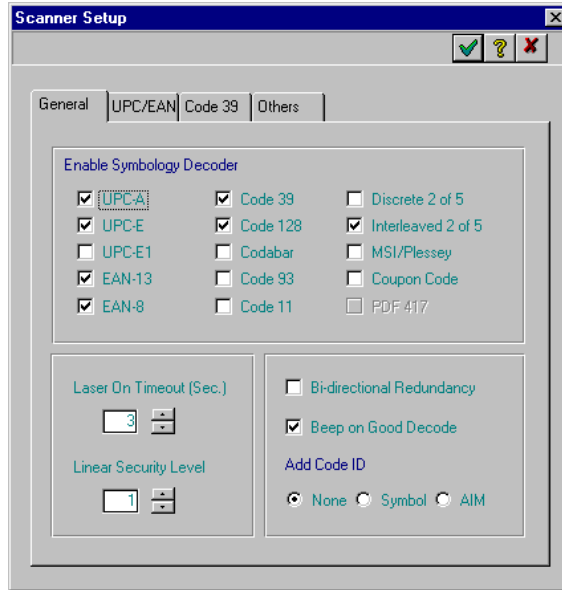 Scanner Setup
General UPC/EAN Code 39 Others
Enable Symbology Decoder
UPC-A Code 39 Discrete 2 of 5
UPC-E Code 128 Interleaved 2 of 5
UPC-E1 Codabar MSI/Plessey
EAN-13 Code 93 Coupon Code
EAN-8 Code 11 PDF 417
Laser On Timeout (Sec.)
3
Linear Security Level
1
Bi-directional Redundancy
Beep on Good Decode
Add Code ID
None Symbol AIM